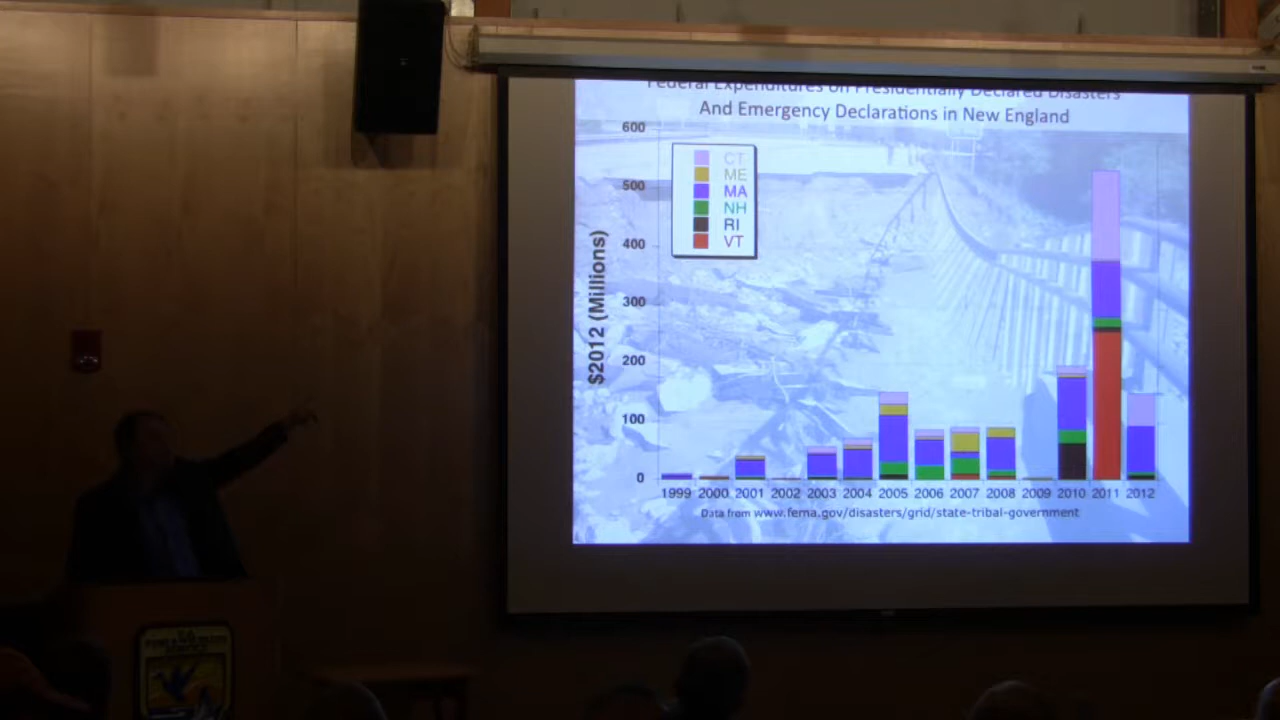 Federal Expenditures on Presidentially Declared Disasters
And Emergency Declarations in New England
600
500
400
300
200
100
0
$2012 (Millions)
CT
ME
MA
NH
RI
VT
1999 2000 2001 2002 2003 2004 2005 2006 2007 2008 2009 2010 2011 2012
Data from www.fema.gov/disasters/grid/state-tribal-government